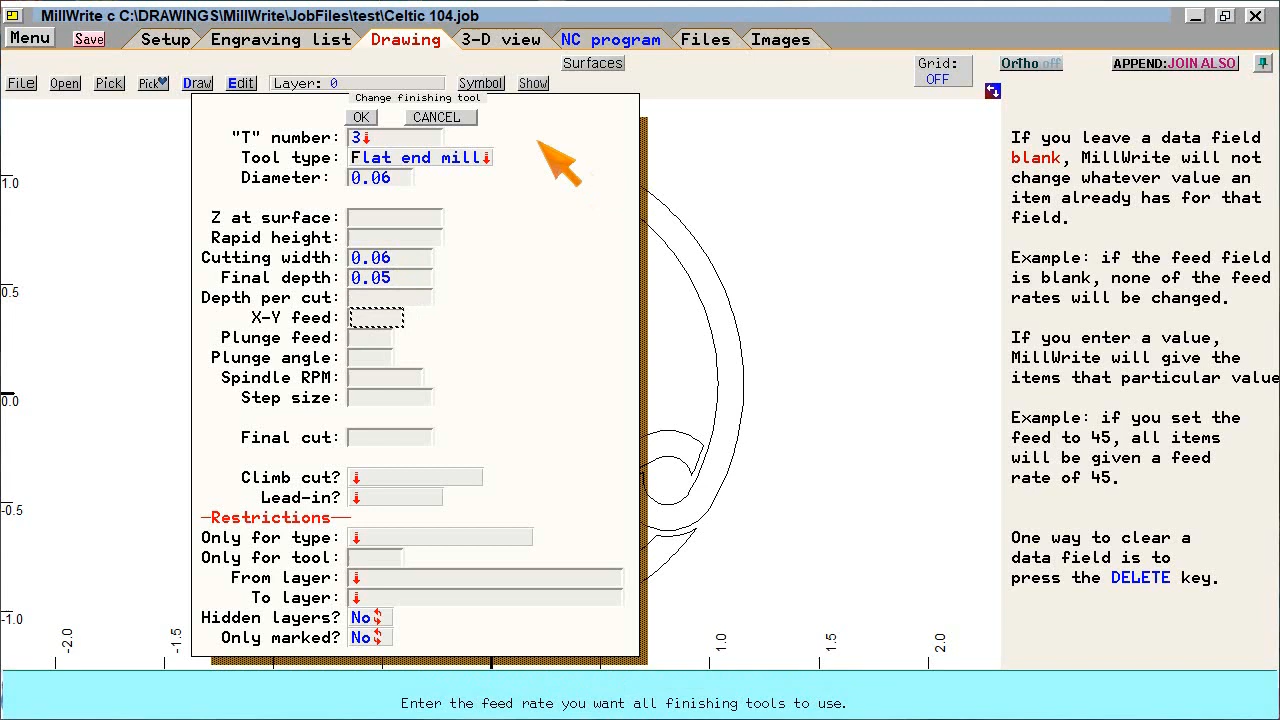 MillWrite c C:\DRAWINGS\MillWrite\JobFiles\test\Celtic 104.job
Menu Save Setup Engraving list Drawing 3-D view NC program Files Images
Surfaces
Grid: OFF
Ortho off
APPEND:JOIN ALSO
File Open Pick Pick Draw Edit Layer: 0 Symbol Show
Change finishing tool
OK CANCEL
"T" number: 3
Tool type: Flat end mill
Diameter: 0.06
Z at surface:
Rapid height:
Cutting width: 0.06
Final depth: 0.05
Depth per cut:
X-Y feed:
Plunge feed:
Plunge angle:
Spindle RPM:
Step size:
Final cut:
Climb cut?
Lead-in?
Restrictions
Only for type:
Only for tool:
From layer:
To layer:
Hidden layers? No
Only marked? No
1.0
0.5
0.0
-0.5
-1.0
-2.0
-1.5
1.0
1.5
2.0
If you leave a data field
blank, MillWrite will not
change whatever value an
item already has for that
field.
Example: if the feed field
is blank, none of the feed
rates will be changed.
If you enter a value,
MillWrite will give the
items that particular value
Example: if you set the
feed to 45, all items
will be given a feed
rate of 45.
One way to clear a
data field is to
press the DELETE key.
Enter the feed rate you want all finishing tools to use.